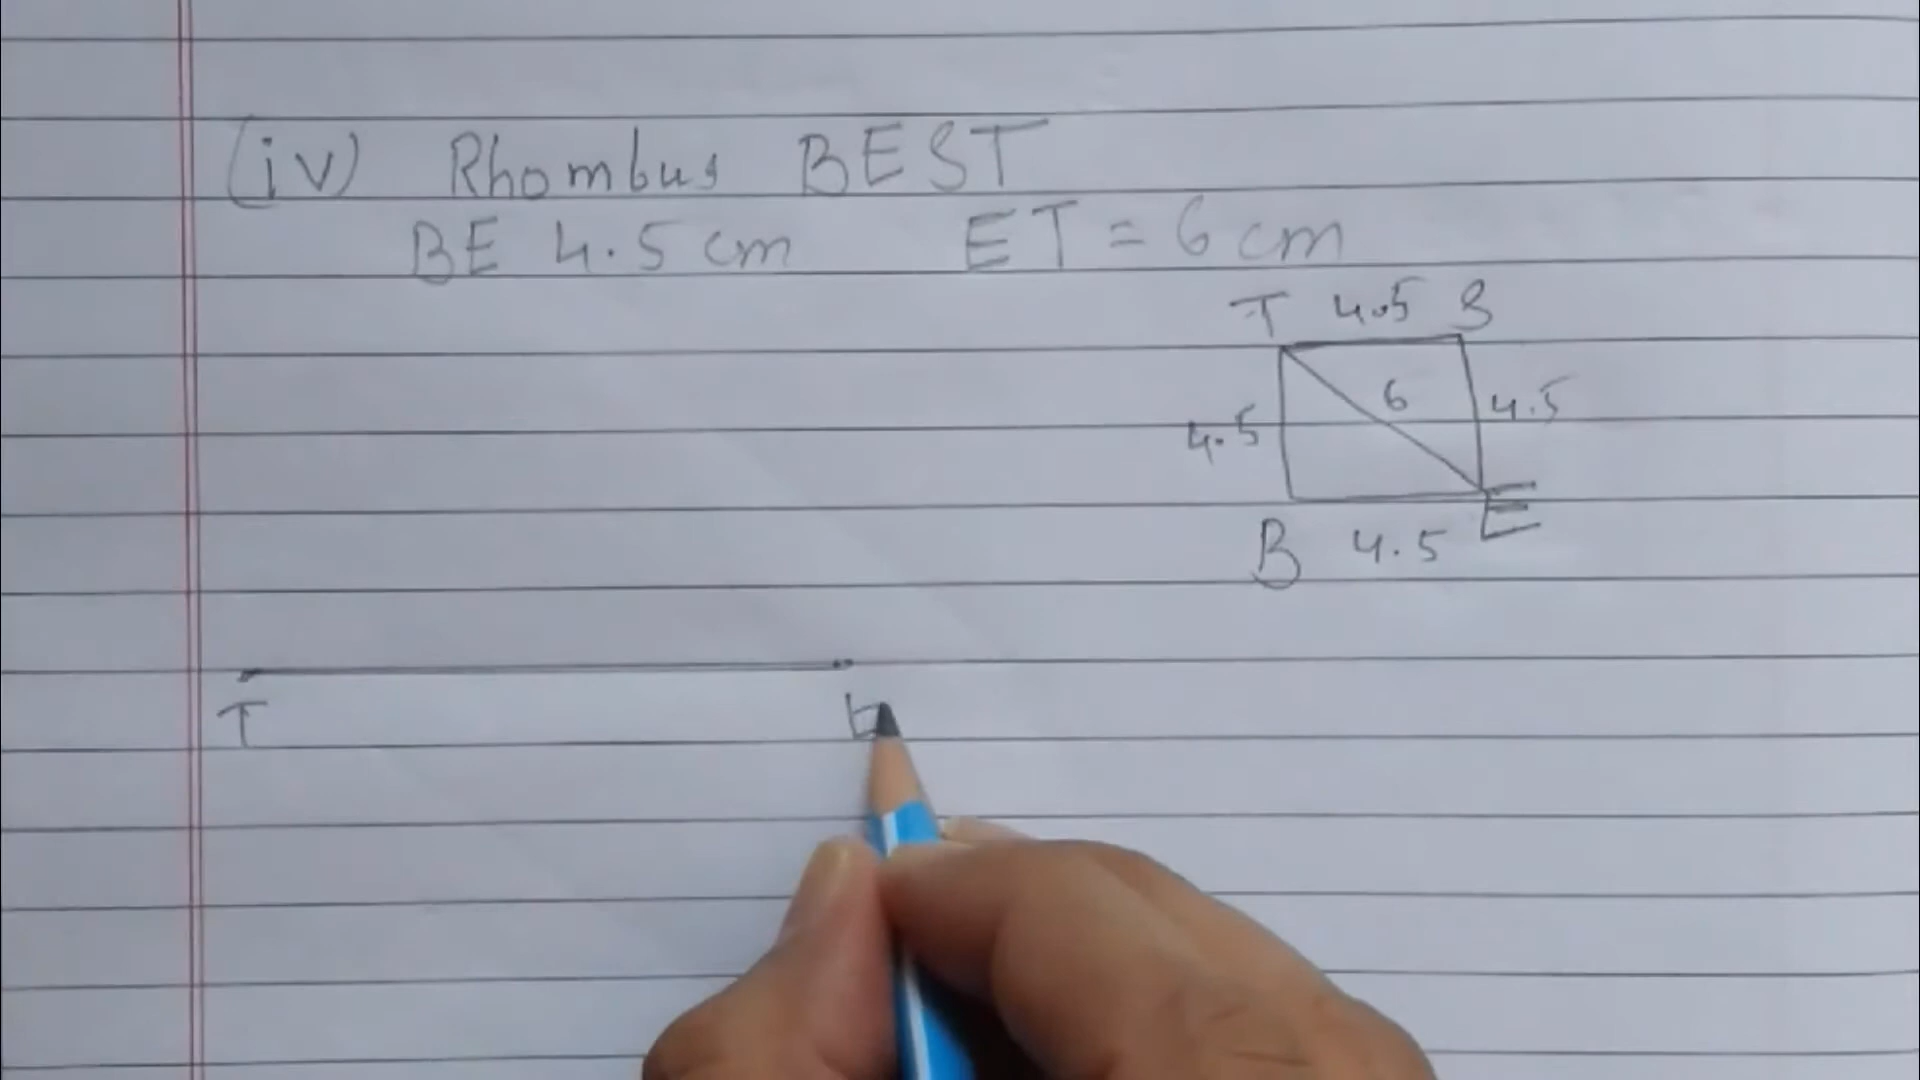 (iv) Rhombus BEST
BE 4.5 cm ET = 6 cm
T 4.5 S
6
4.5 4.5
B 4.5 E
T E